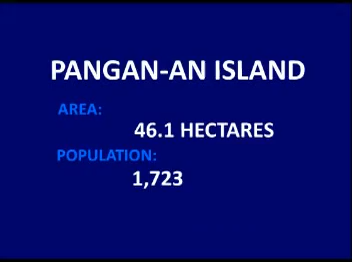 PANGAN-AN ISLAND
AREA:
46.1 HECTARES
POPULATION:
1,723